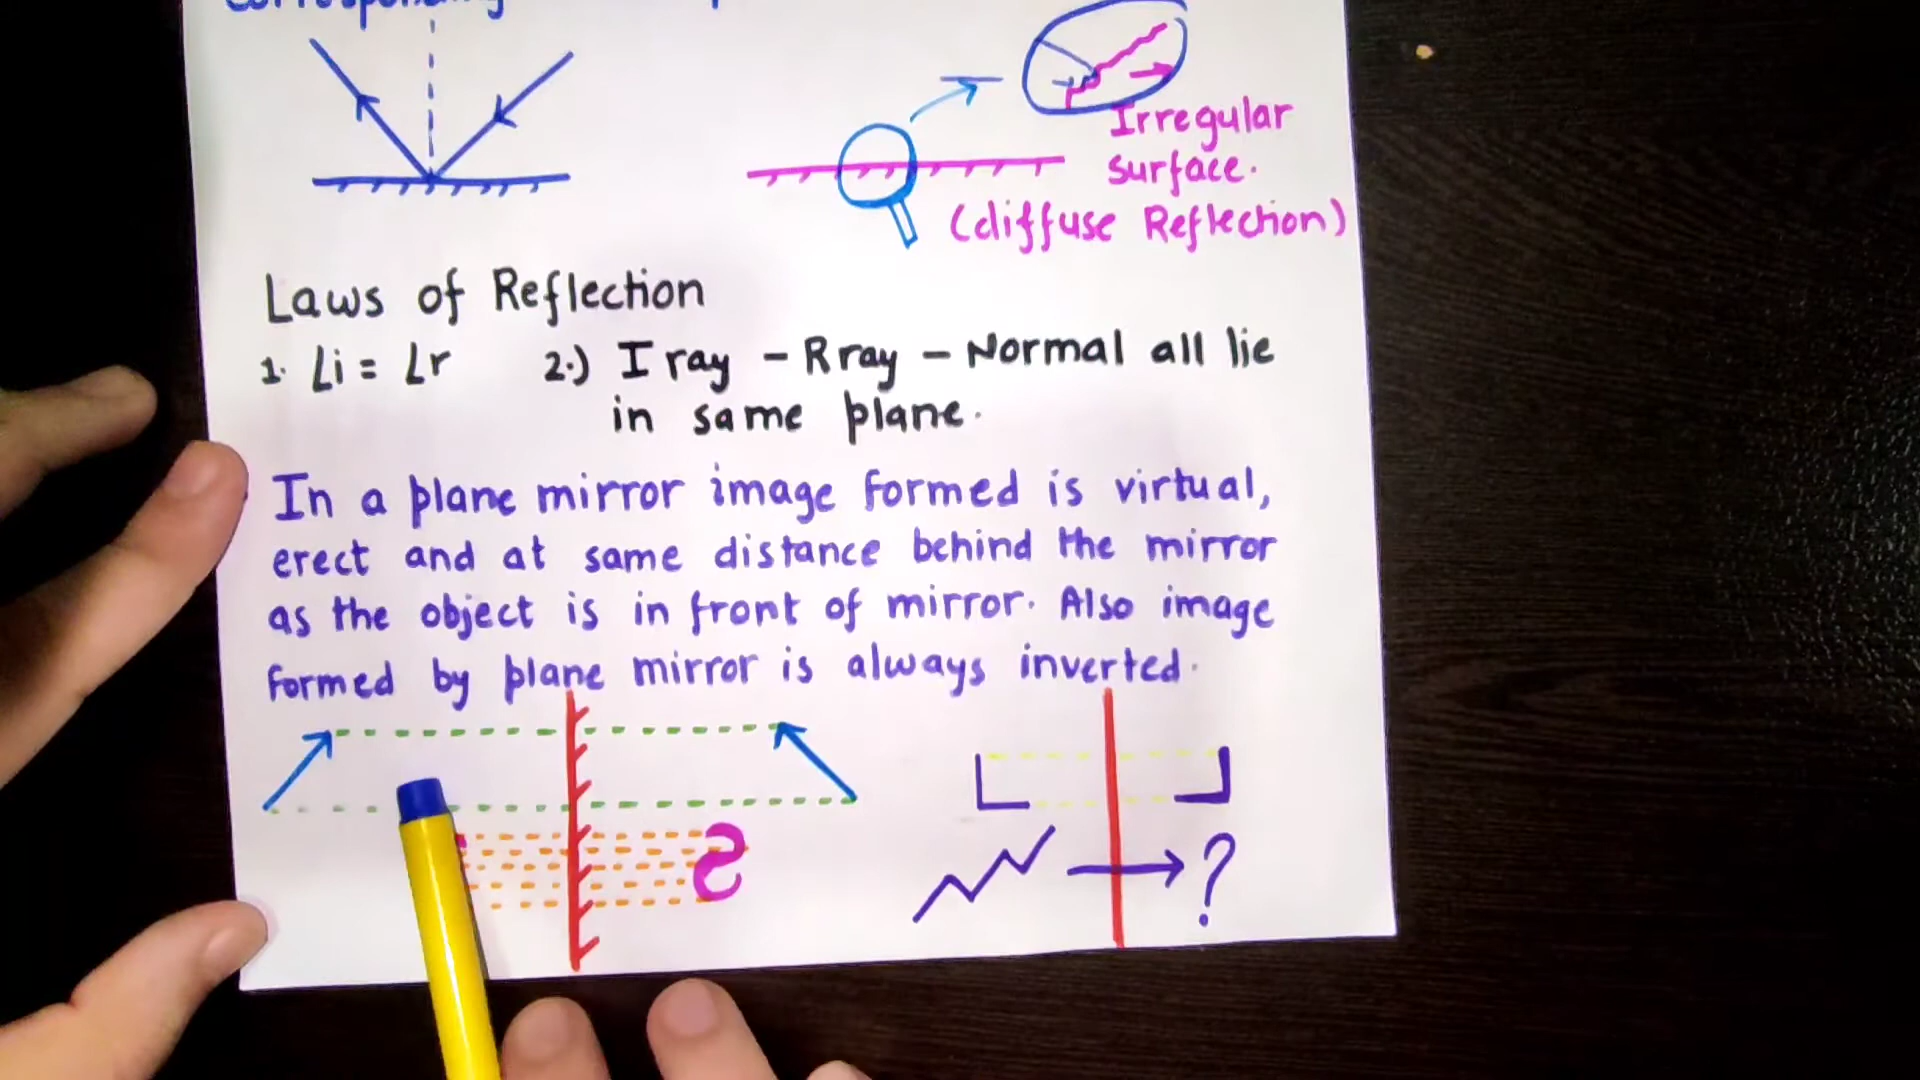 Irregular
surface.
(diffuse Reflection)
Laws of Reflection
1. ∠i = ∠r 2.) I ray - R ray - Normal all lie
in same plane.
In a plane mirror image formed is virtual,
erect and at same distance behind the mirror
as the object is in front of mirror. Also image
formed by plane mirror is always inverted.
?